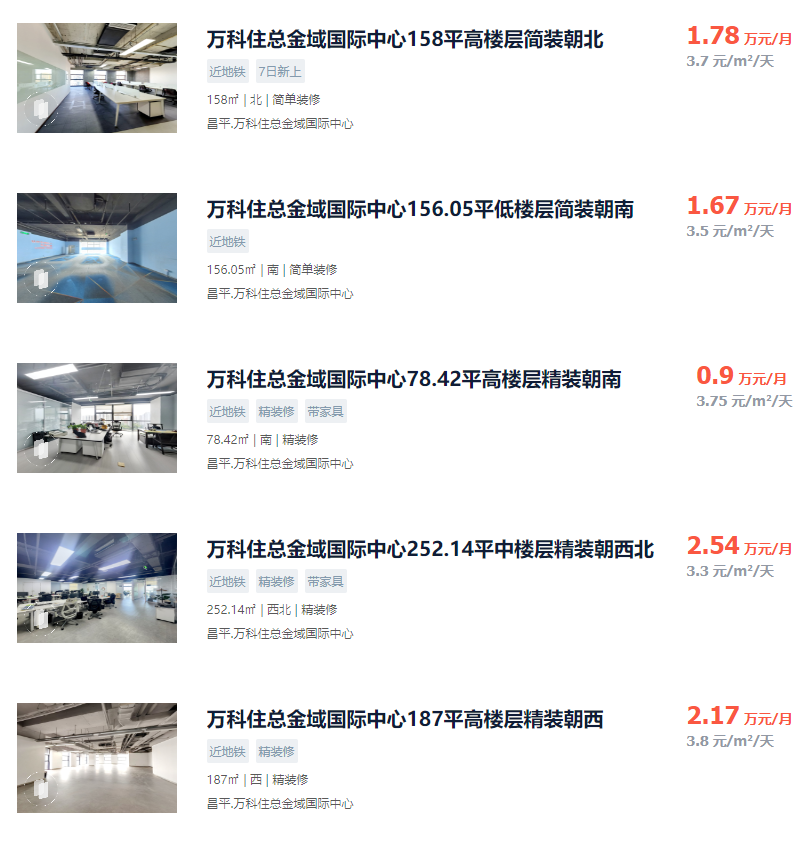 万科住总金域国际中心158平高楼层简装朝北
1.78 万元/月
近地铁 7日新上
3.7 元/m²/天
158㎡ | 北 | 简单装修
昌平.万科住总金域国际中心
万科住总金域国际中心156.05平低楼层简装朝南
1.67 万元/月
近地铁
3.5 元/m²/天
156.05㎡ | 南 | 简单装修
昌平.万科住总金域国际中心
万科住总金域国际中心78.42平高楼层精装朝南
0.9 万元/月
近地铁 精装修 带家具
3.75 元/m²/天
78.42㎡ | 南 | 精装修
昌平.万科住总金域国际中心
万科住总金域国际中心252.14平中楼层精装朝西北
2.54 万元/月
近地铁 精装修 带家具
3.3 元/m²/天
252.14㎡ | 西北 | 精装修
昌平.万科住总金域国际中心
万科住总金域国际中心187平高楼层精装朝西
2.17 万元/月
近地铁 精装修
3.8 元/m²/天
187㎡ | 西 | 精装修
昌平.万科住总金域国际中心